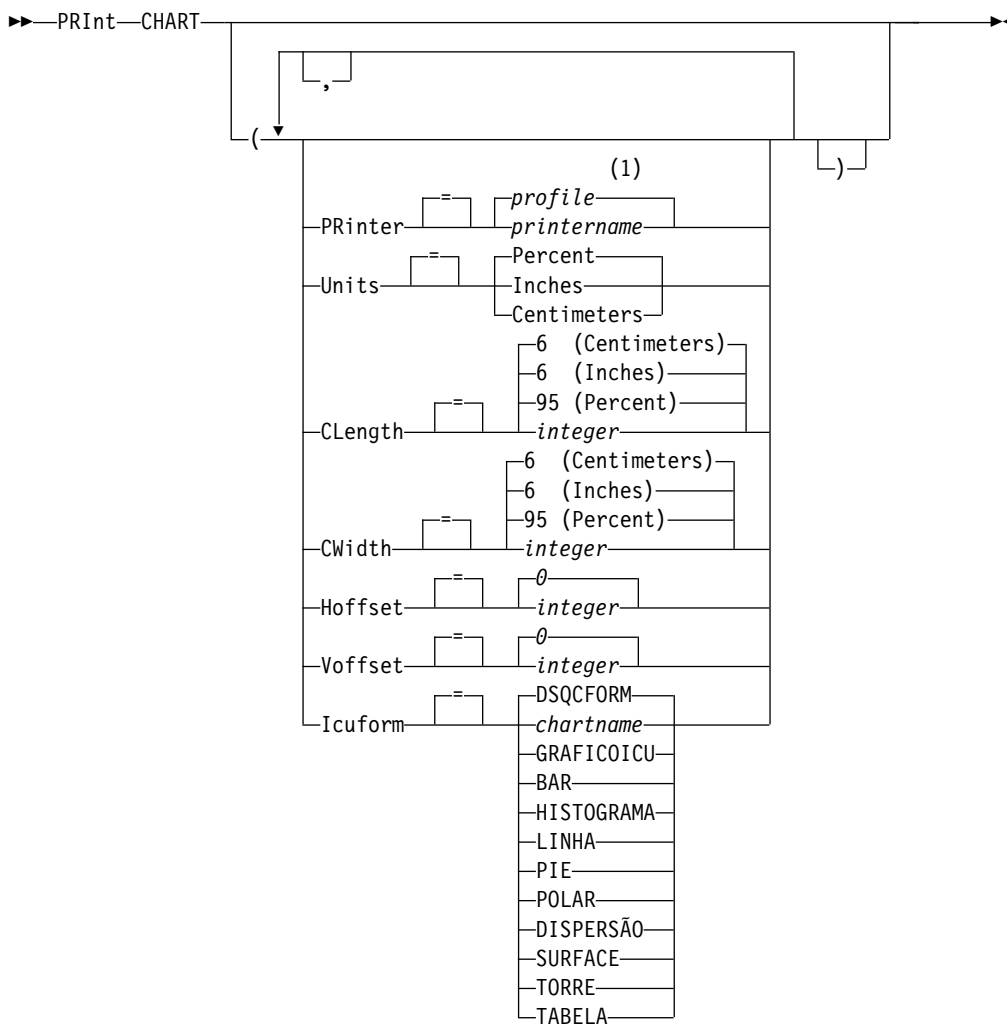 PRInt CHART
,
(
)
(1)
=
profile
PRinter
printername
=
Percent
Units
Inches
Centimeters
6 (Centimeters)
6 (Inches)
=
95 (Percent)
CLength
integer
6 (Centimeters)
6 (Inches)
=
95 (Percent)
CWidth
integer
=
0
Hoffset
integer
=
0
Voffset
integer
=
DSQCFORM
Icuform
chartname
GRAFICOICU
BAR
HISTOGRAMA
LINHA
PIE
POLAR
DISPERSÃO
SURFACE
TORRE
TABELA